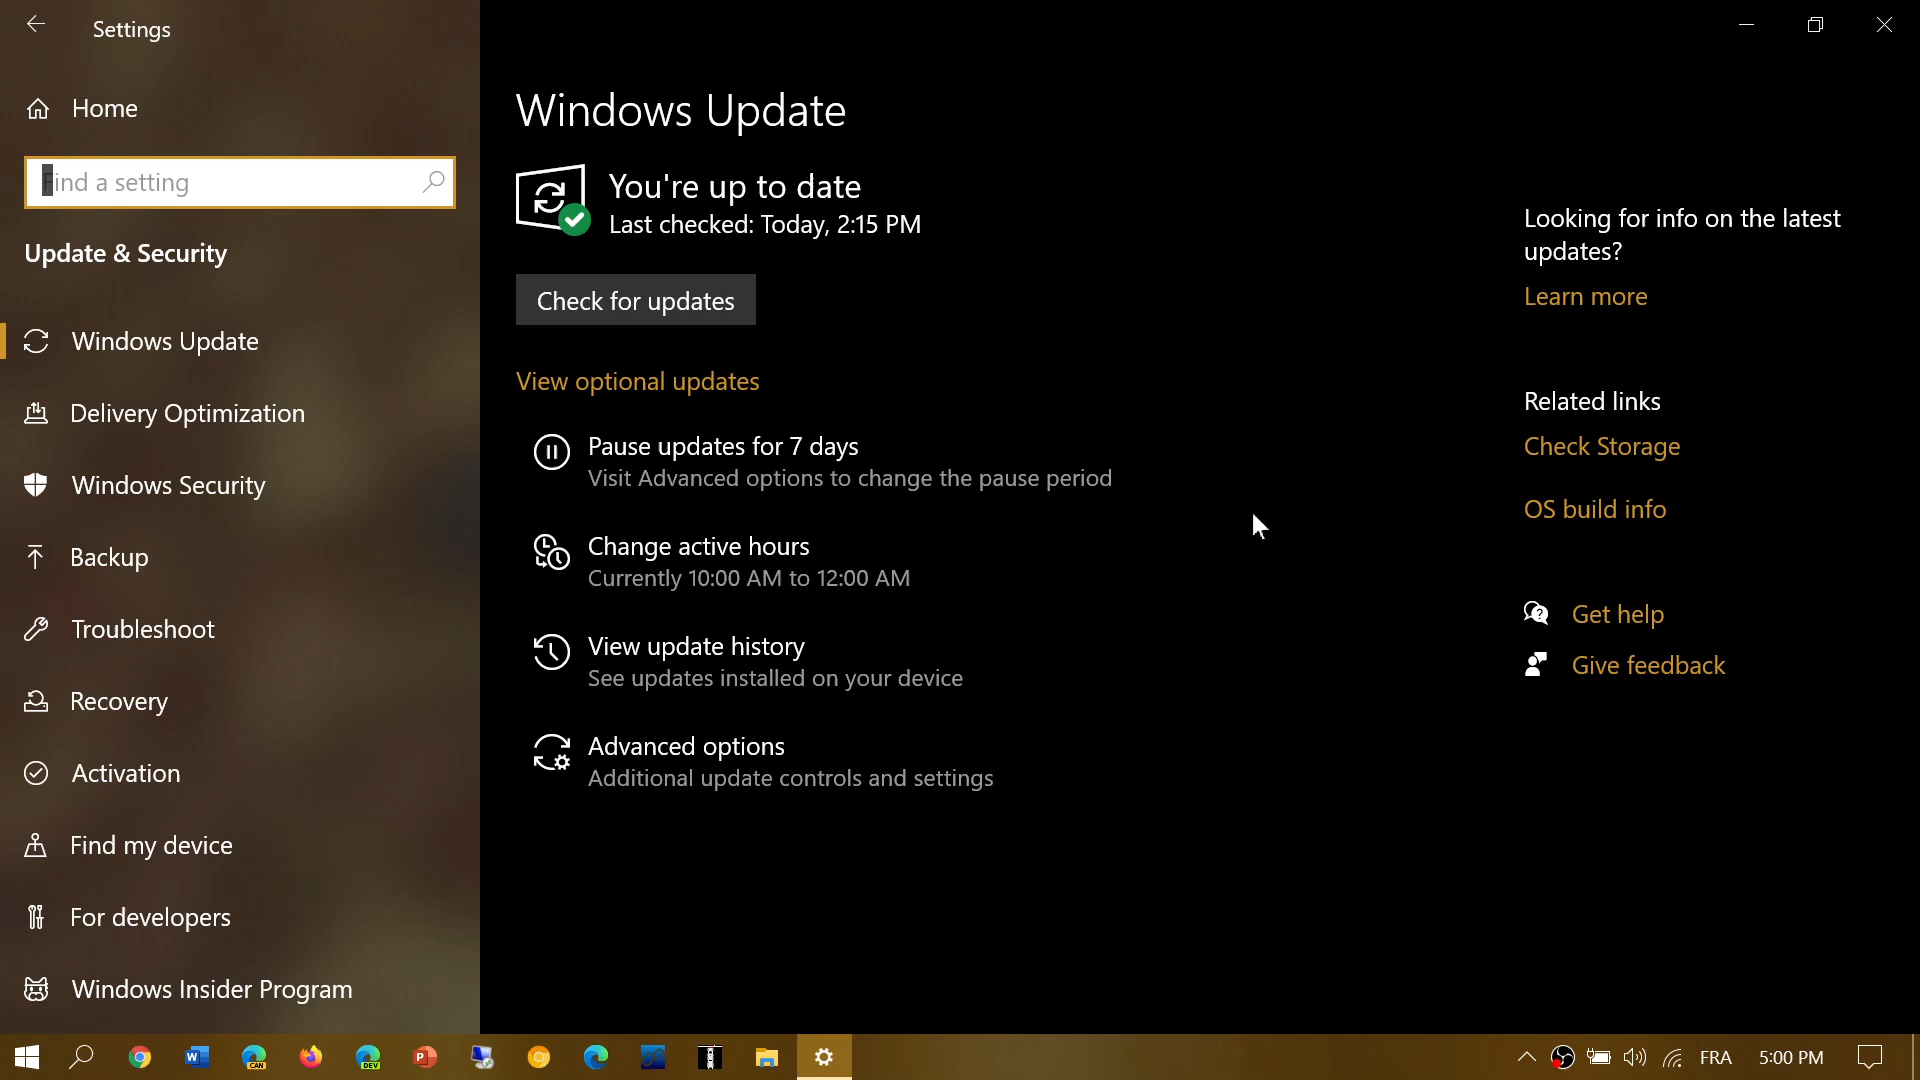 Settings
Home
Find a setting
Update & Security
Windows Update
Delivery Optimization
Windows Security
Backup
Troubleshoot
Recovery
Activation
Find my device
For developers
Windows Insider Program
Windows Update
You're up to date
Last checked: Today, 2:15 PM
Check for updates
View optional updates
Pause updates for 7 days
Visit Advanced options to change the pause period
Change active hours
Currently 10:00 AM to 12:00 AM
View update history
See updates installed on your device
Advanced options
Additional update controls and settings
Looking for info on the latest
updates?
Learn more
Related links
Check Storage
OS build info
Get help
Give feedback
W
CAN
DEV
P
FRA
5:00 PM